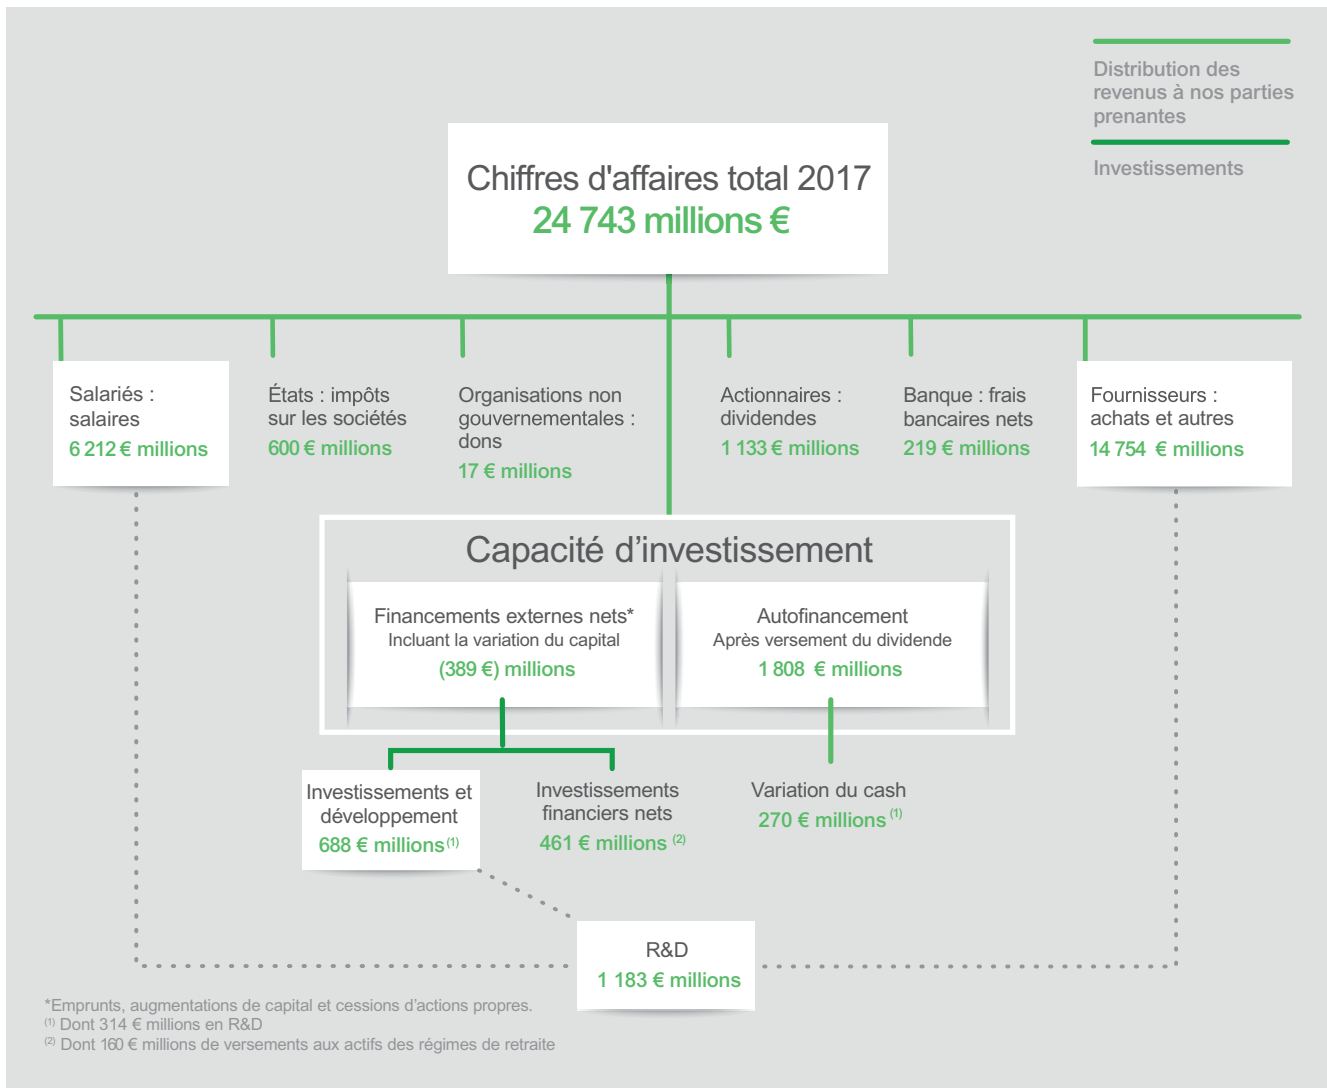 Distribution des
revenus à nos parties
prenantes
Investissements
Chiffres d'affaires total 2017
24 743 millions €
Salariés :
salaires
6 212 € millions
États : impôts
sur les sociétés
600 € millions
Organisations non
gouvernementales :
dons
17 € millions
Actionnaires :
dividendes
1 133 € millions
Banque : frais
bancaires nets
219 € millions
Fournisseurs :
achats et autres
14 754 € millions
Capacité d’investissement
Financements externes nets*
Incluant la variation du capital
(389 €) millions
Autofinancement
Après versement du dividende
1 808 € millions
Investissements et
développement
688 € millions (1)
Investissements
financiers nets
461 € millions (2)
Variation du cash
270 € millions (1)
R&D
1 183 € millions
*Emprunts, augmentations de capital et cessions d’actions propres.
(1) Dont 314 € millions en R&D
(2) Dont 160 € millions de versements aux actifs des régimes de retraite